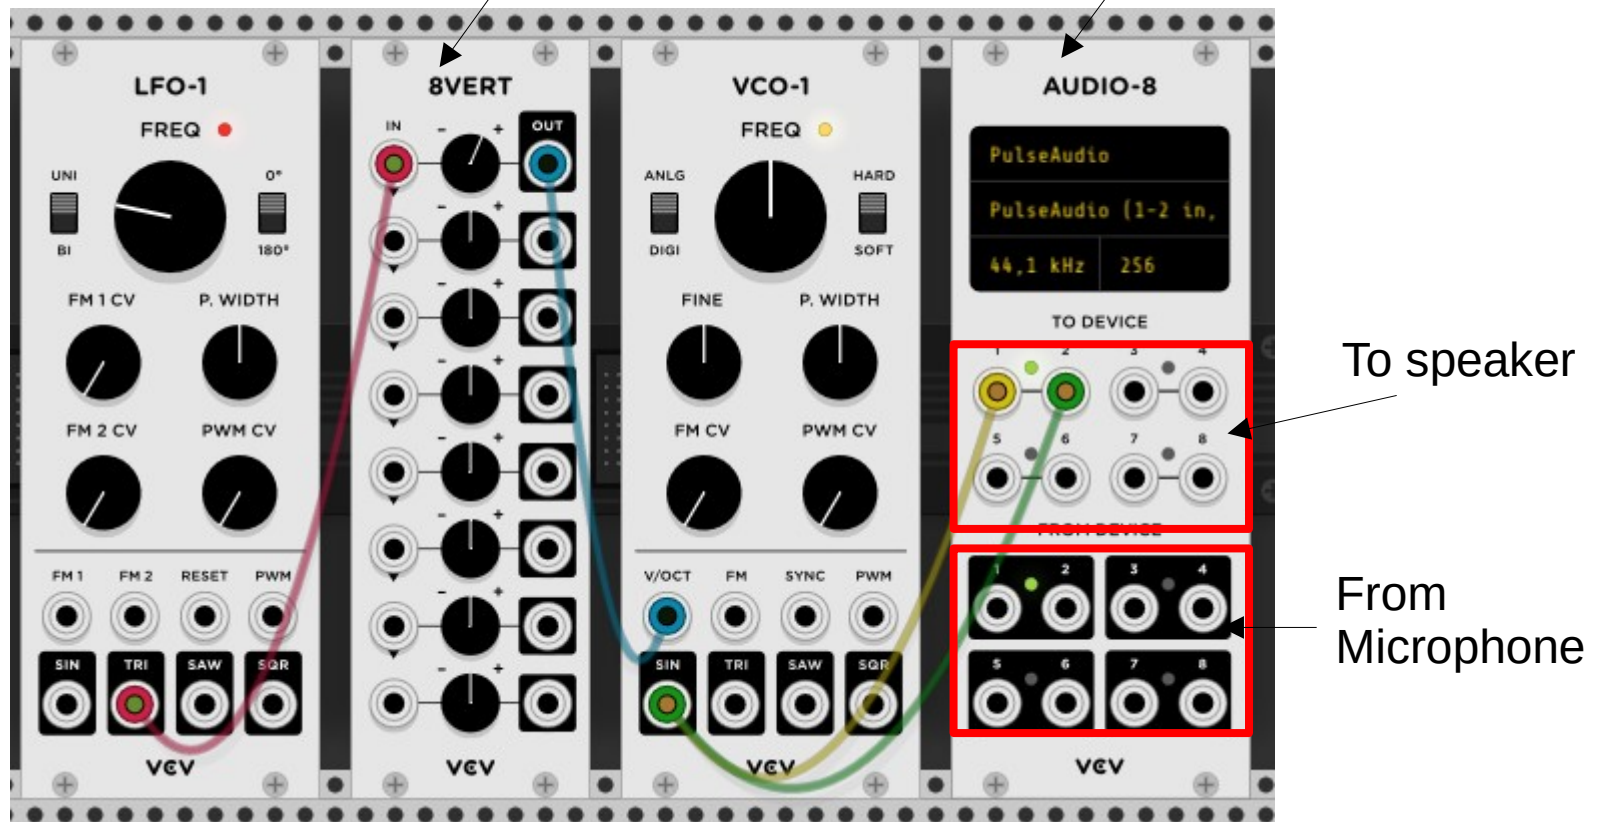 LFO-1
FREQ
UNI
0°
BI
180°
FM 1 CV P. WIDTH
FM 2 CV PWM CV
FM 1 FM 2 RESET PWM
SIN TRI SAW SQR
VCV
8VERT
IN
OUT
- +
- +
- +
- +
- +
- +
- +
- +
VCV
VCO-1
FREQ
ANLG
HARD
DIGI
SOFT
FINE P. WIDTH
FM CV PWM CV
V/OCT FM SYNC PWM
SIN TRI SAW SQR
VCV
AUDIO-8
PulseAudio
PulseAudio (1-2 in,
44,1 kHz 256
TO DEVICE
1 2 3 4
5 6 7 8
FROM DEVICE
1 2 3 4
5 6 7 8
VCV
To speaker
From
Microphone